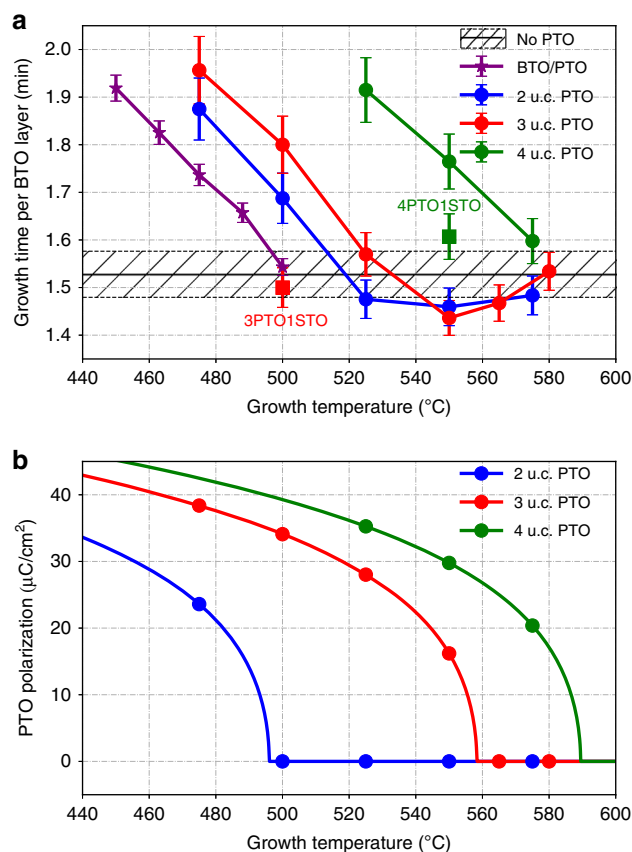 a
Growth time per BTO layer (min)
2.0
1.9
1.8
1.7
1.6
1.5
1.4
No PTO
BTO/PTO
2 u.c. PTO
3 u.c. PTO
4 u.c. PTO
4PTO1STO
3PTO1STO
440 460 480 500 520 540 560 580 600
Growth temperature (°C)
b
PTO polarization (μC/cm²)
40
30
20
10
0
2 u.c. PTO
3 u.c. PTO
4 u.c. PTO
440 460 480 500 520 540 560 580 600
Growth temperature (°C)